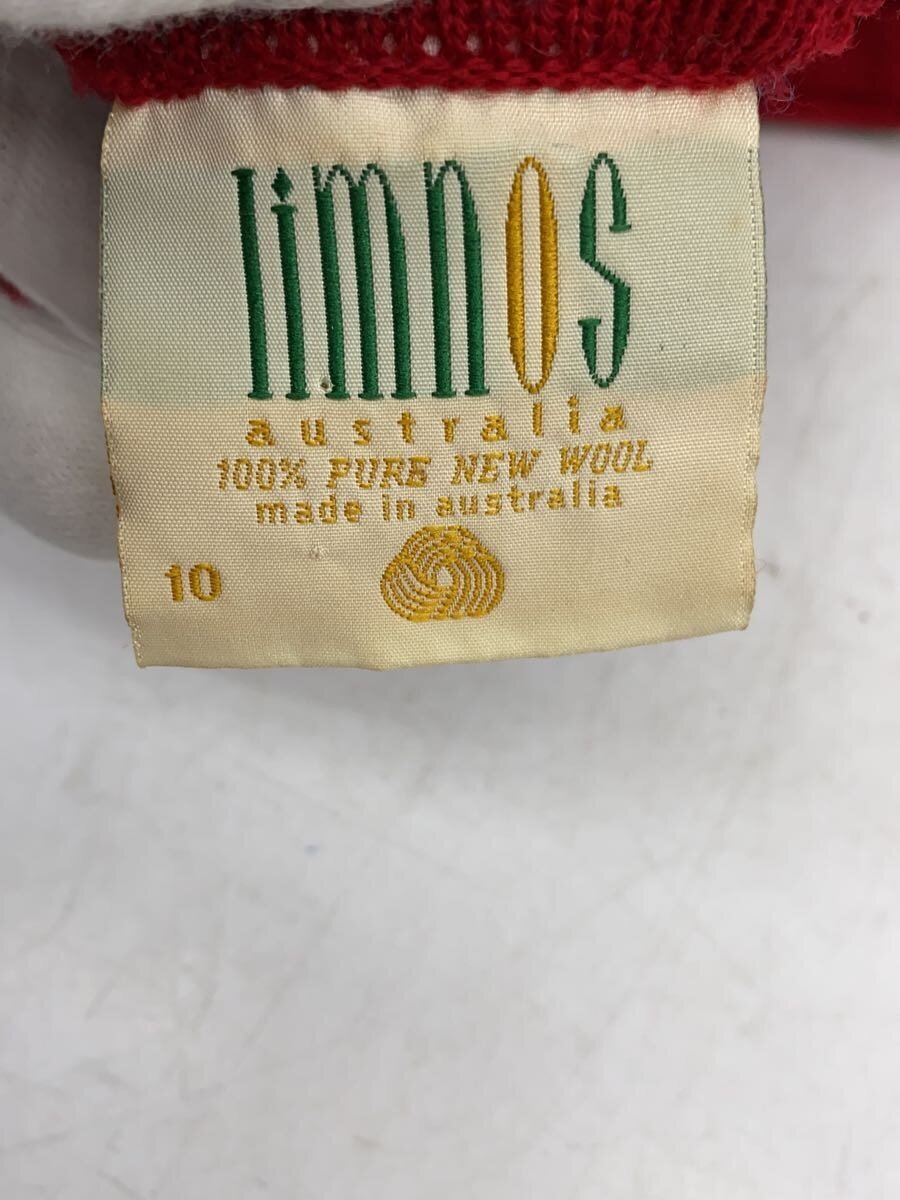 limnos
australia
100% PURE NEW WOOL
made in australia
10